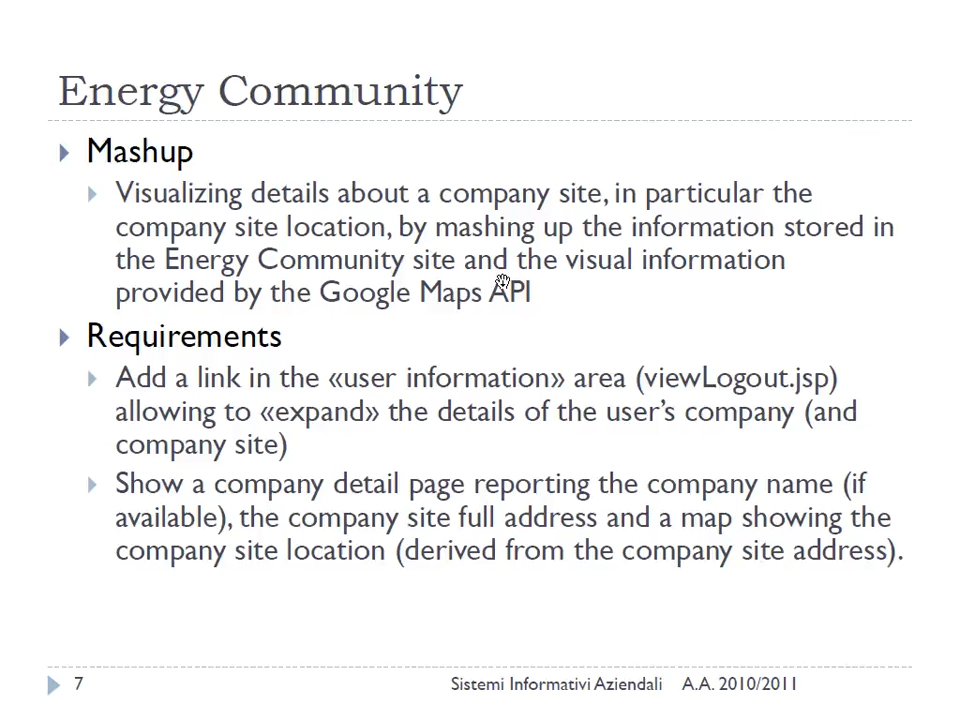 Energy Community
Mashup
Visualizing details about a company site, in particular the
company site location, by mashing up the information stored in
the Energy Community site and the visual information
provided by the Google Maps API
Requirements
Add a link in the «user information» area (viewLogout.jsp)
allowing to «expand» the details of the user's company (and
company site)
Show a company detail page reporting the company name (if
available), the company site full address and a map showing the
company site location (derived from the company site address).
7 Sistemi Informativi Aziendali A.A. 2010/2011